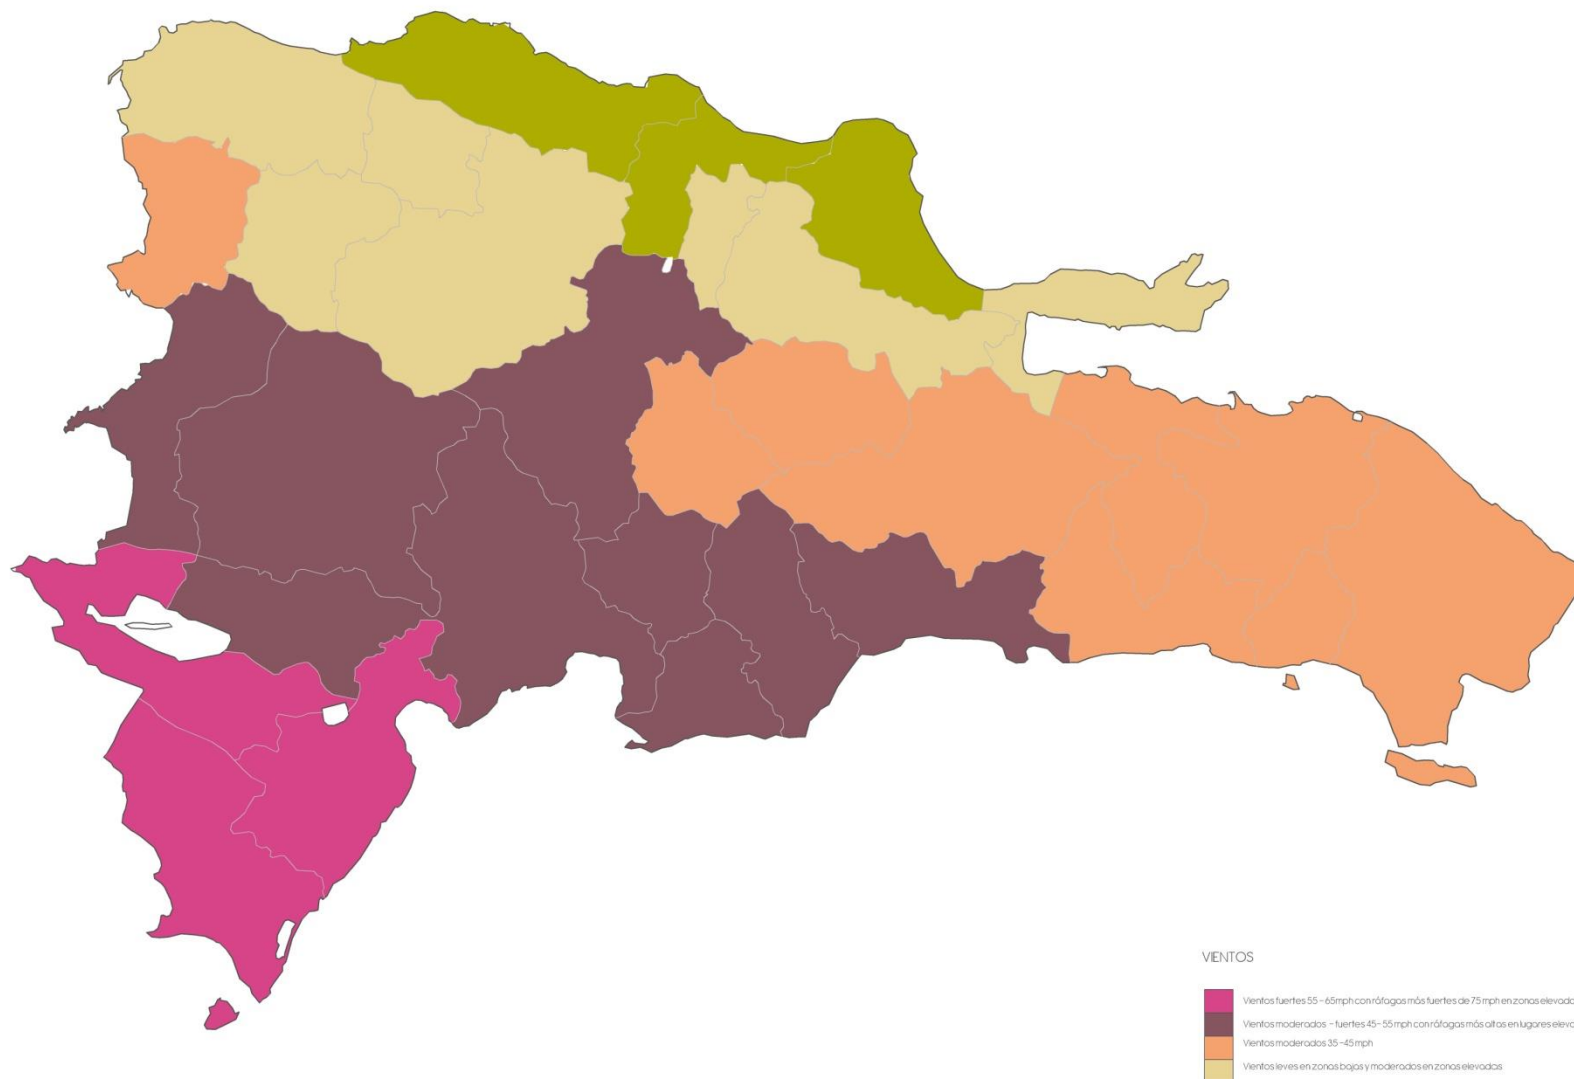 VIENTOS
Vientos fuertes 55 - 65mph con ráfagas más fuertes de 75 mph en zonas elevado
Vientos moderados - fuertes 45- 55 mph con ráfagas más altas en lugares elevo
Vientos moderados 35 -45 mph
Vientos leves en zonas bajas y moderados en zonas elevadas